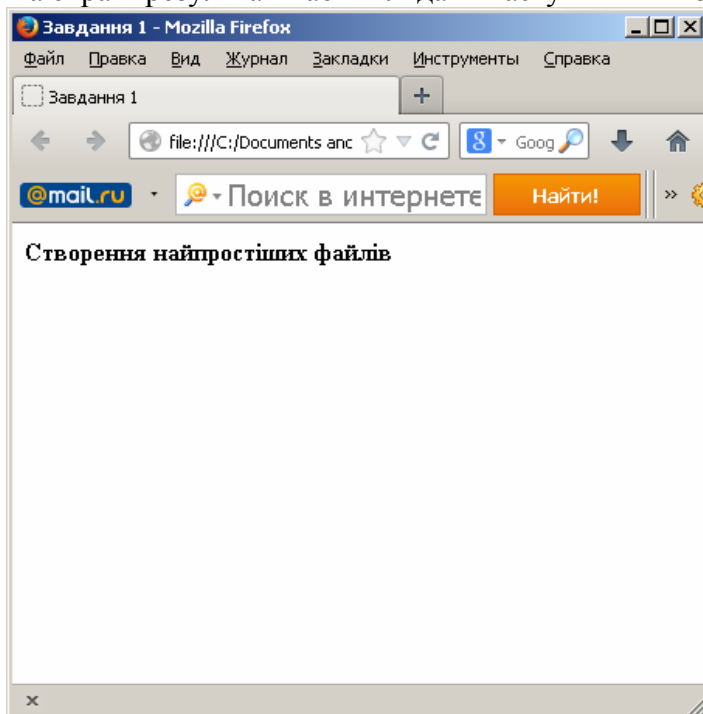 Завдання 1 - Mozilla Firefox
Файл Правка Вид Журнал Закладки Инструменты Справка
Завдання 1 +
file:///C:/Documents anc 8 Goog
@mail.ru Поиск в интернете Найти! »
Створення найпростіших файлів
x